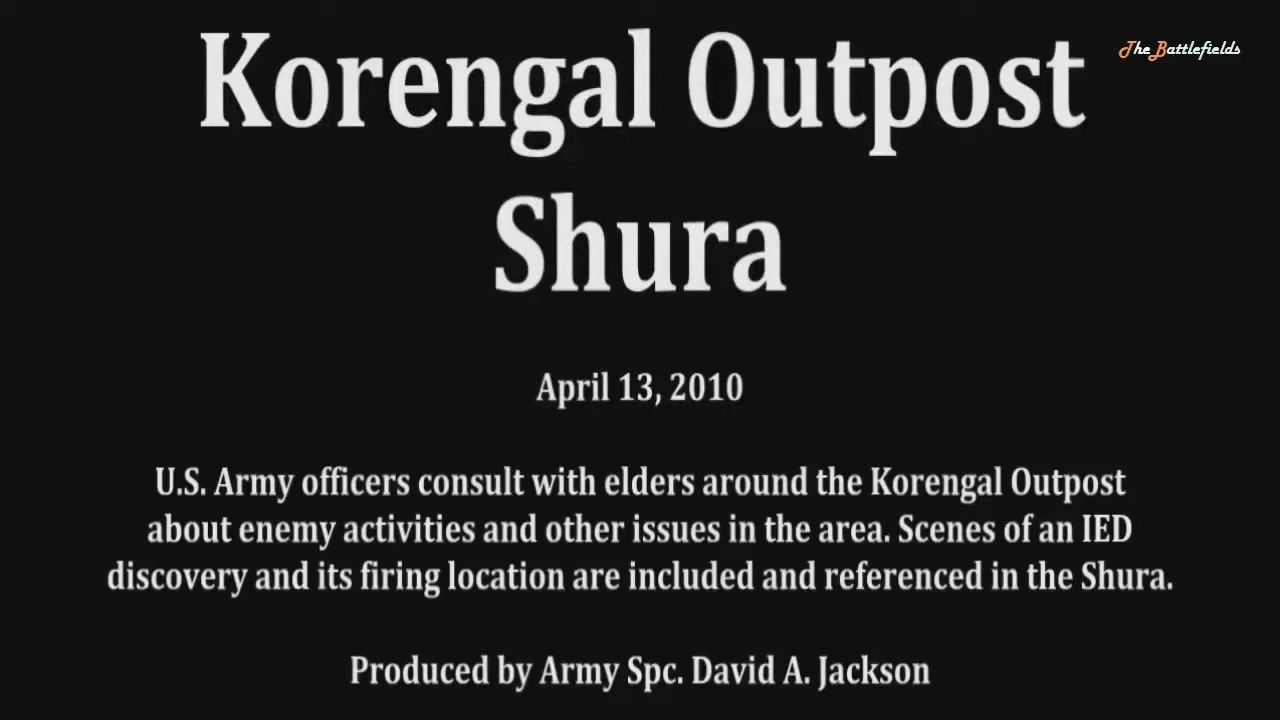 The Battlefields
Korengal Outpost
Shura
April 13, 2010
U.S. Army officers consult with elders around the Korengal Outpost
about enemy activities and other issues in the area. Scenes of an IED
discovery and its firing location are included and referenced in the Shura.
Produced by Army Spc. David A. Jackson